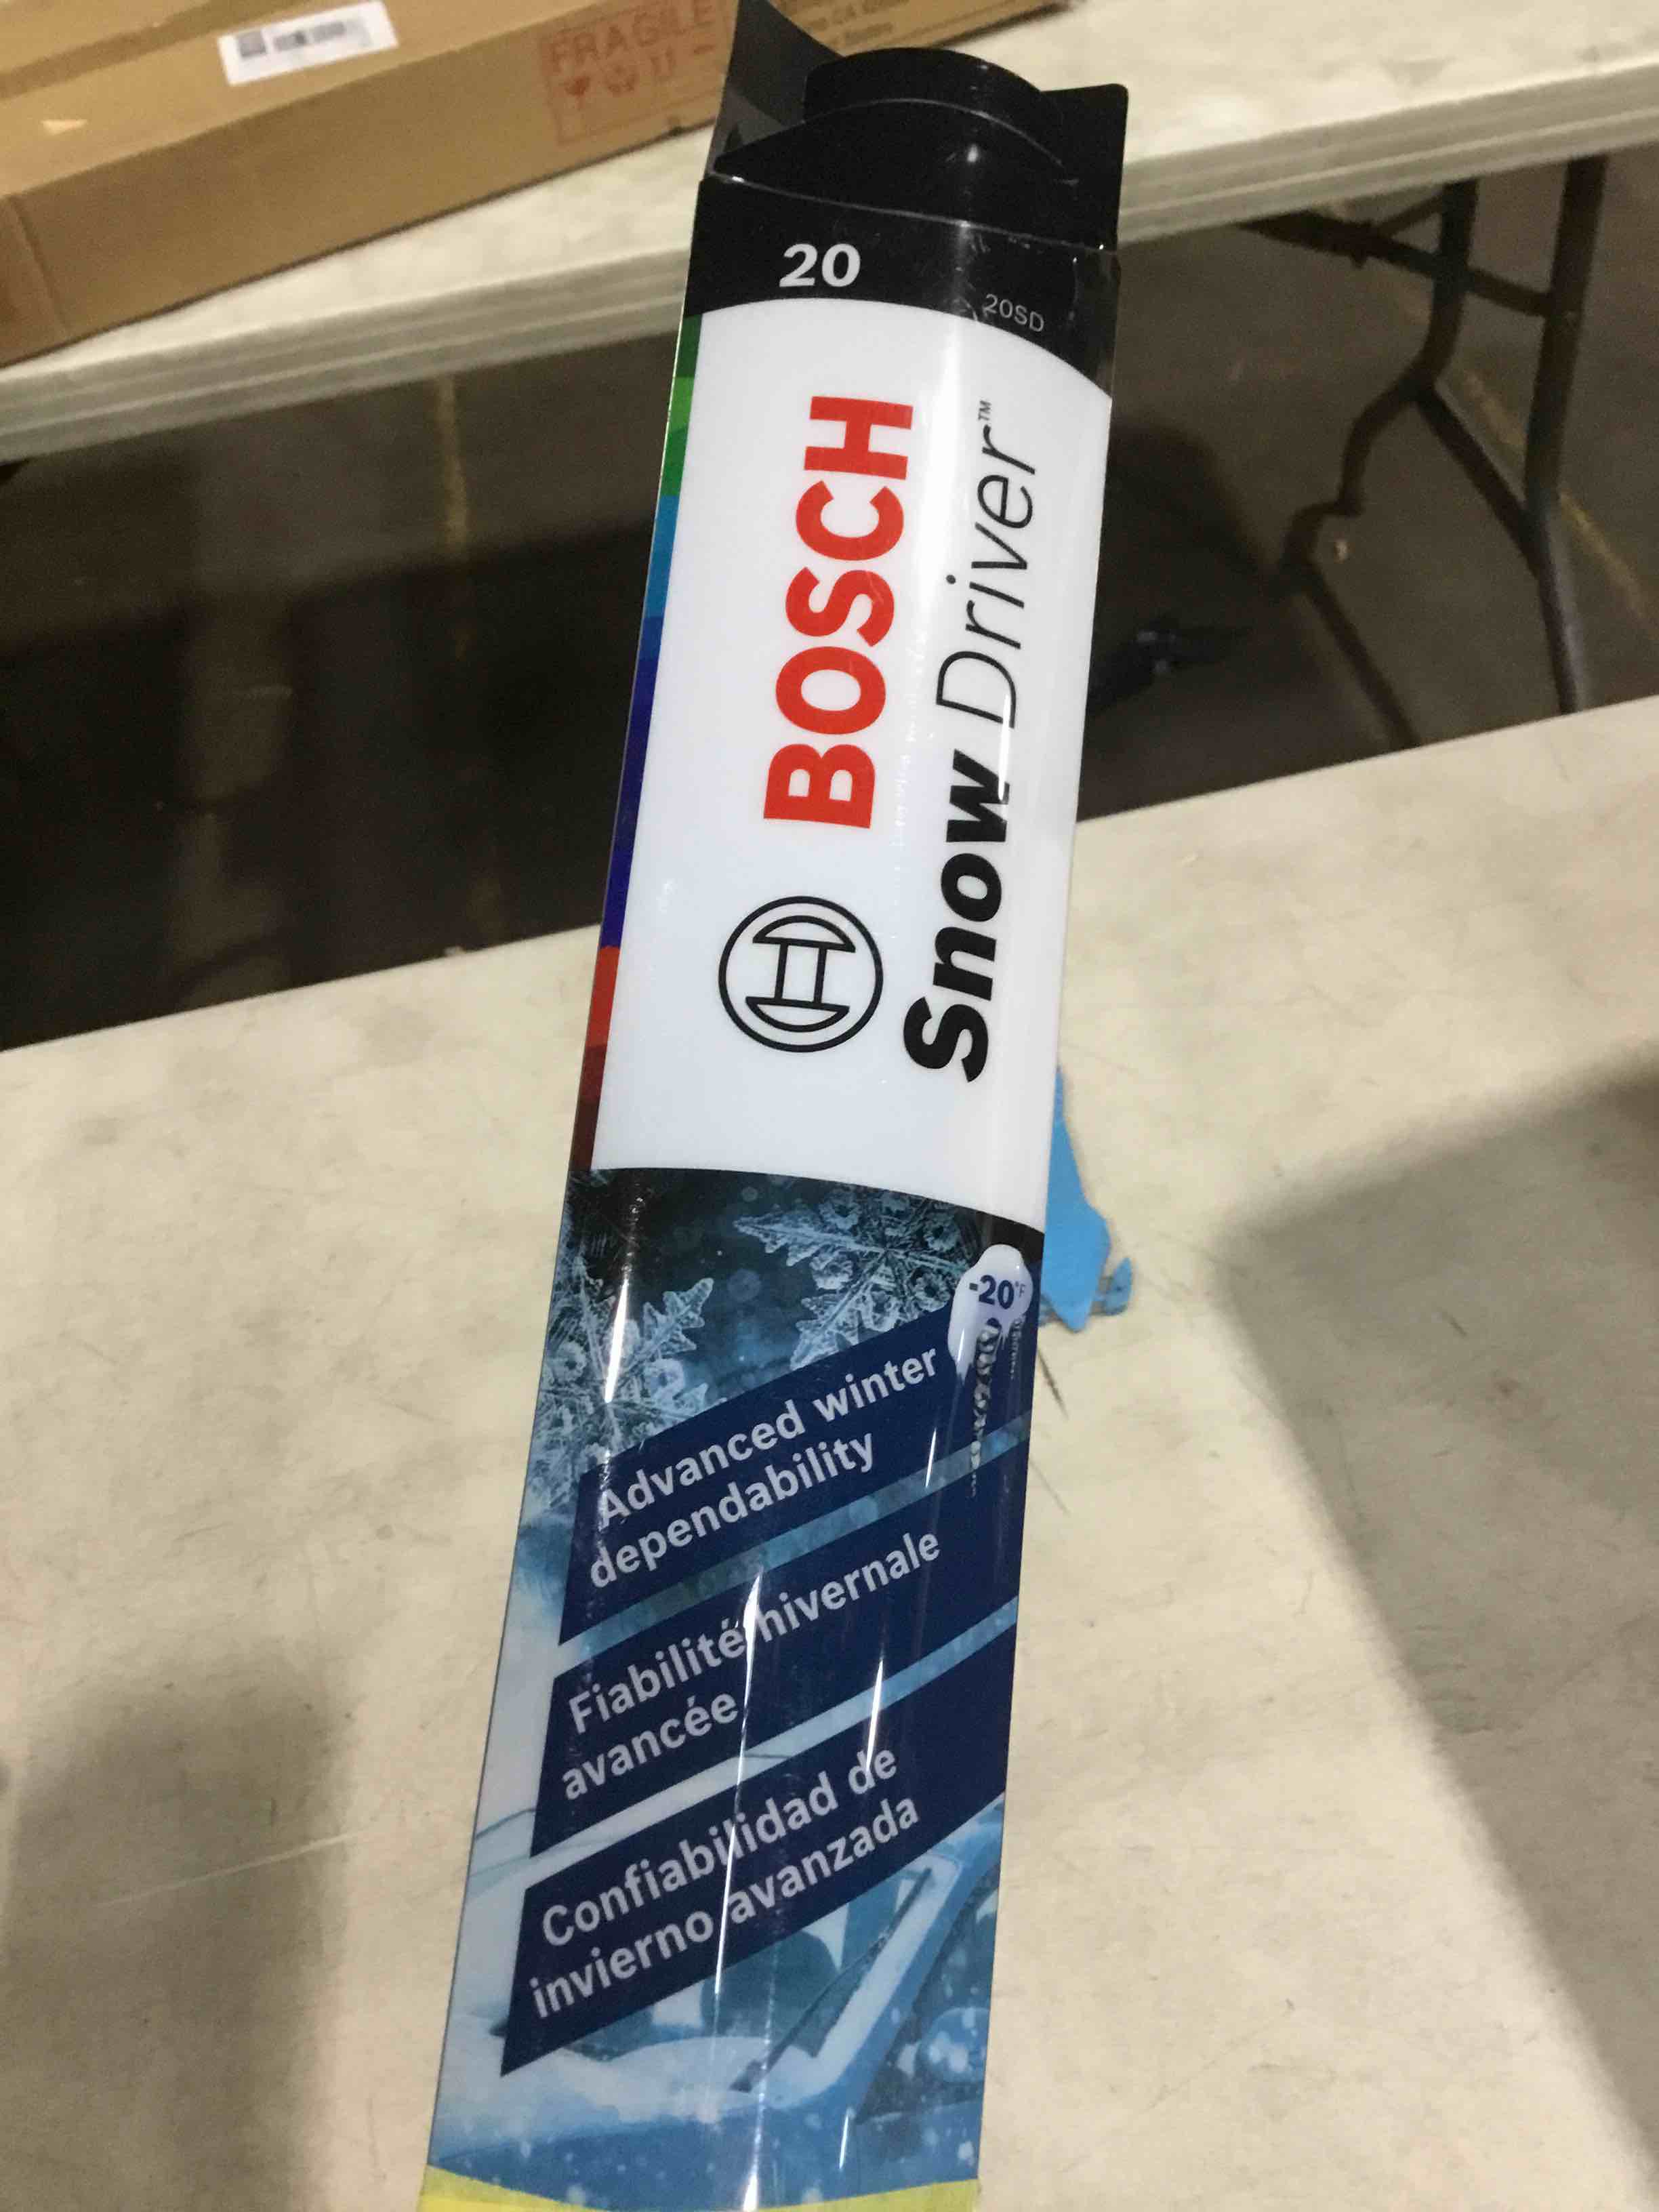 FRAGILE
20
20SD
BOSCH
Snow Driver™
-20°F
Advanced winter
dependability
Fiabilité hivernale
avancée
Confiabilidad de
invierno avanzada